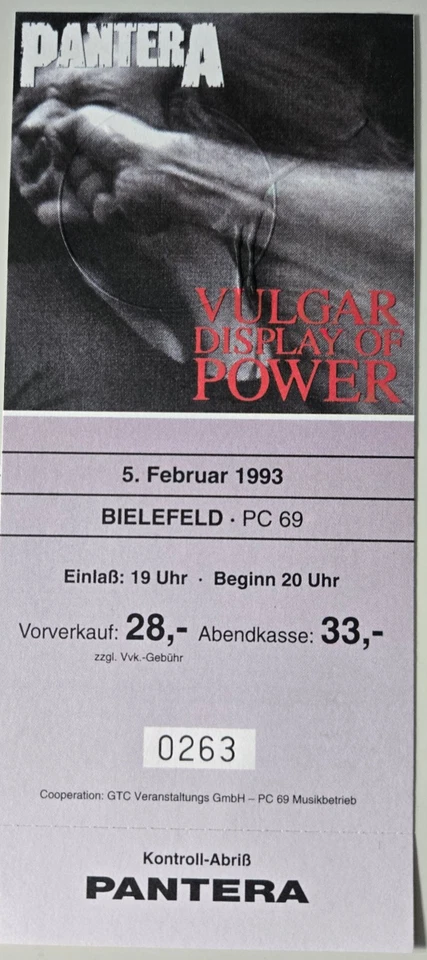 PANTERA
VULGAR
DISPLAY OF
POWER
5. Februar 1993
BIELEFELD · PC 69
Einlaß: 19 Uhr · Beginn 20 Uhr
Vorverkauf: 28,- Abendkasse: 33,-
zzgl. Vvk.-Gebühr
0263
Cooperation: GTC Veranstaltungs GmbH – PC 69 Musikbetrieb
Kontroll-Abriß
PANTERA